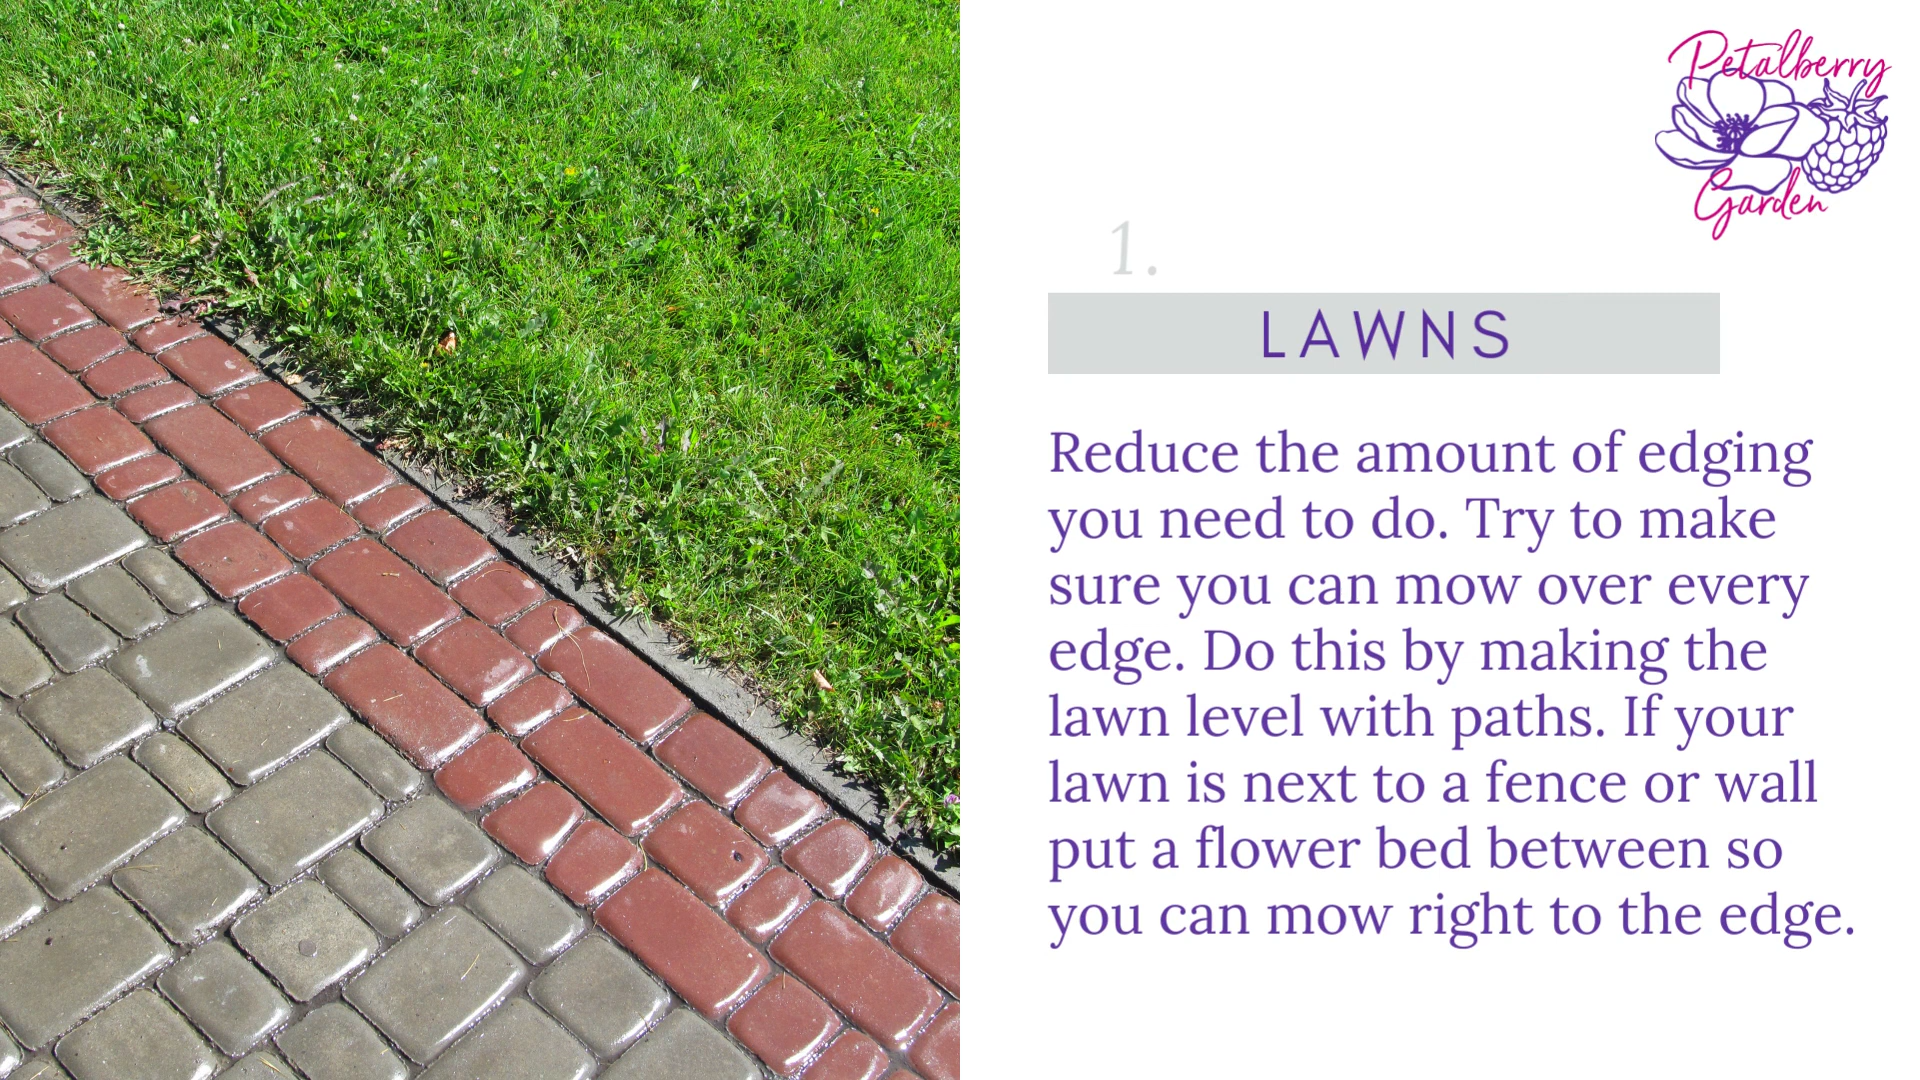 Petalberry
Garden
1.
LAWNS
Reduce the amount of edging
you need to do. Try to make
sure you can mow over every
edge. Do this by making the
lawn level with paths. If your
lawn is next to a fence or wall
put a flower bed between so
you can mow right to the edge.